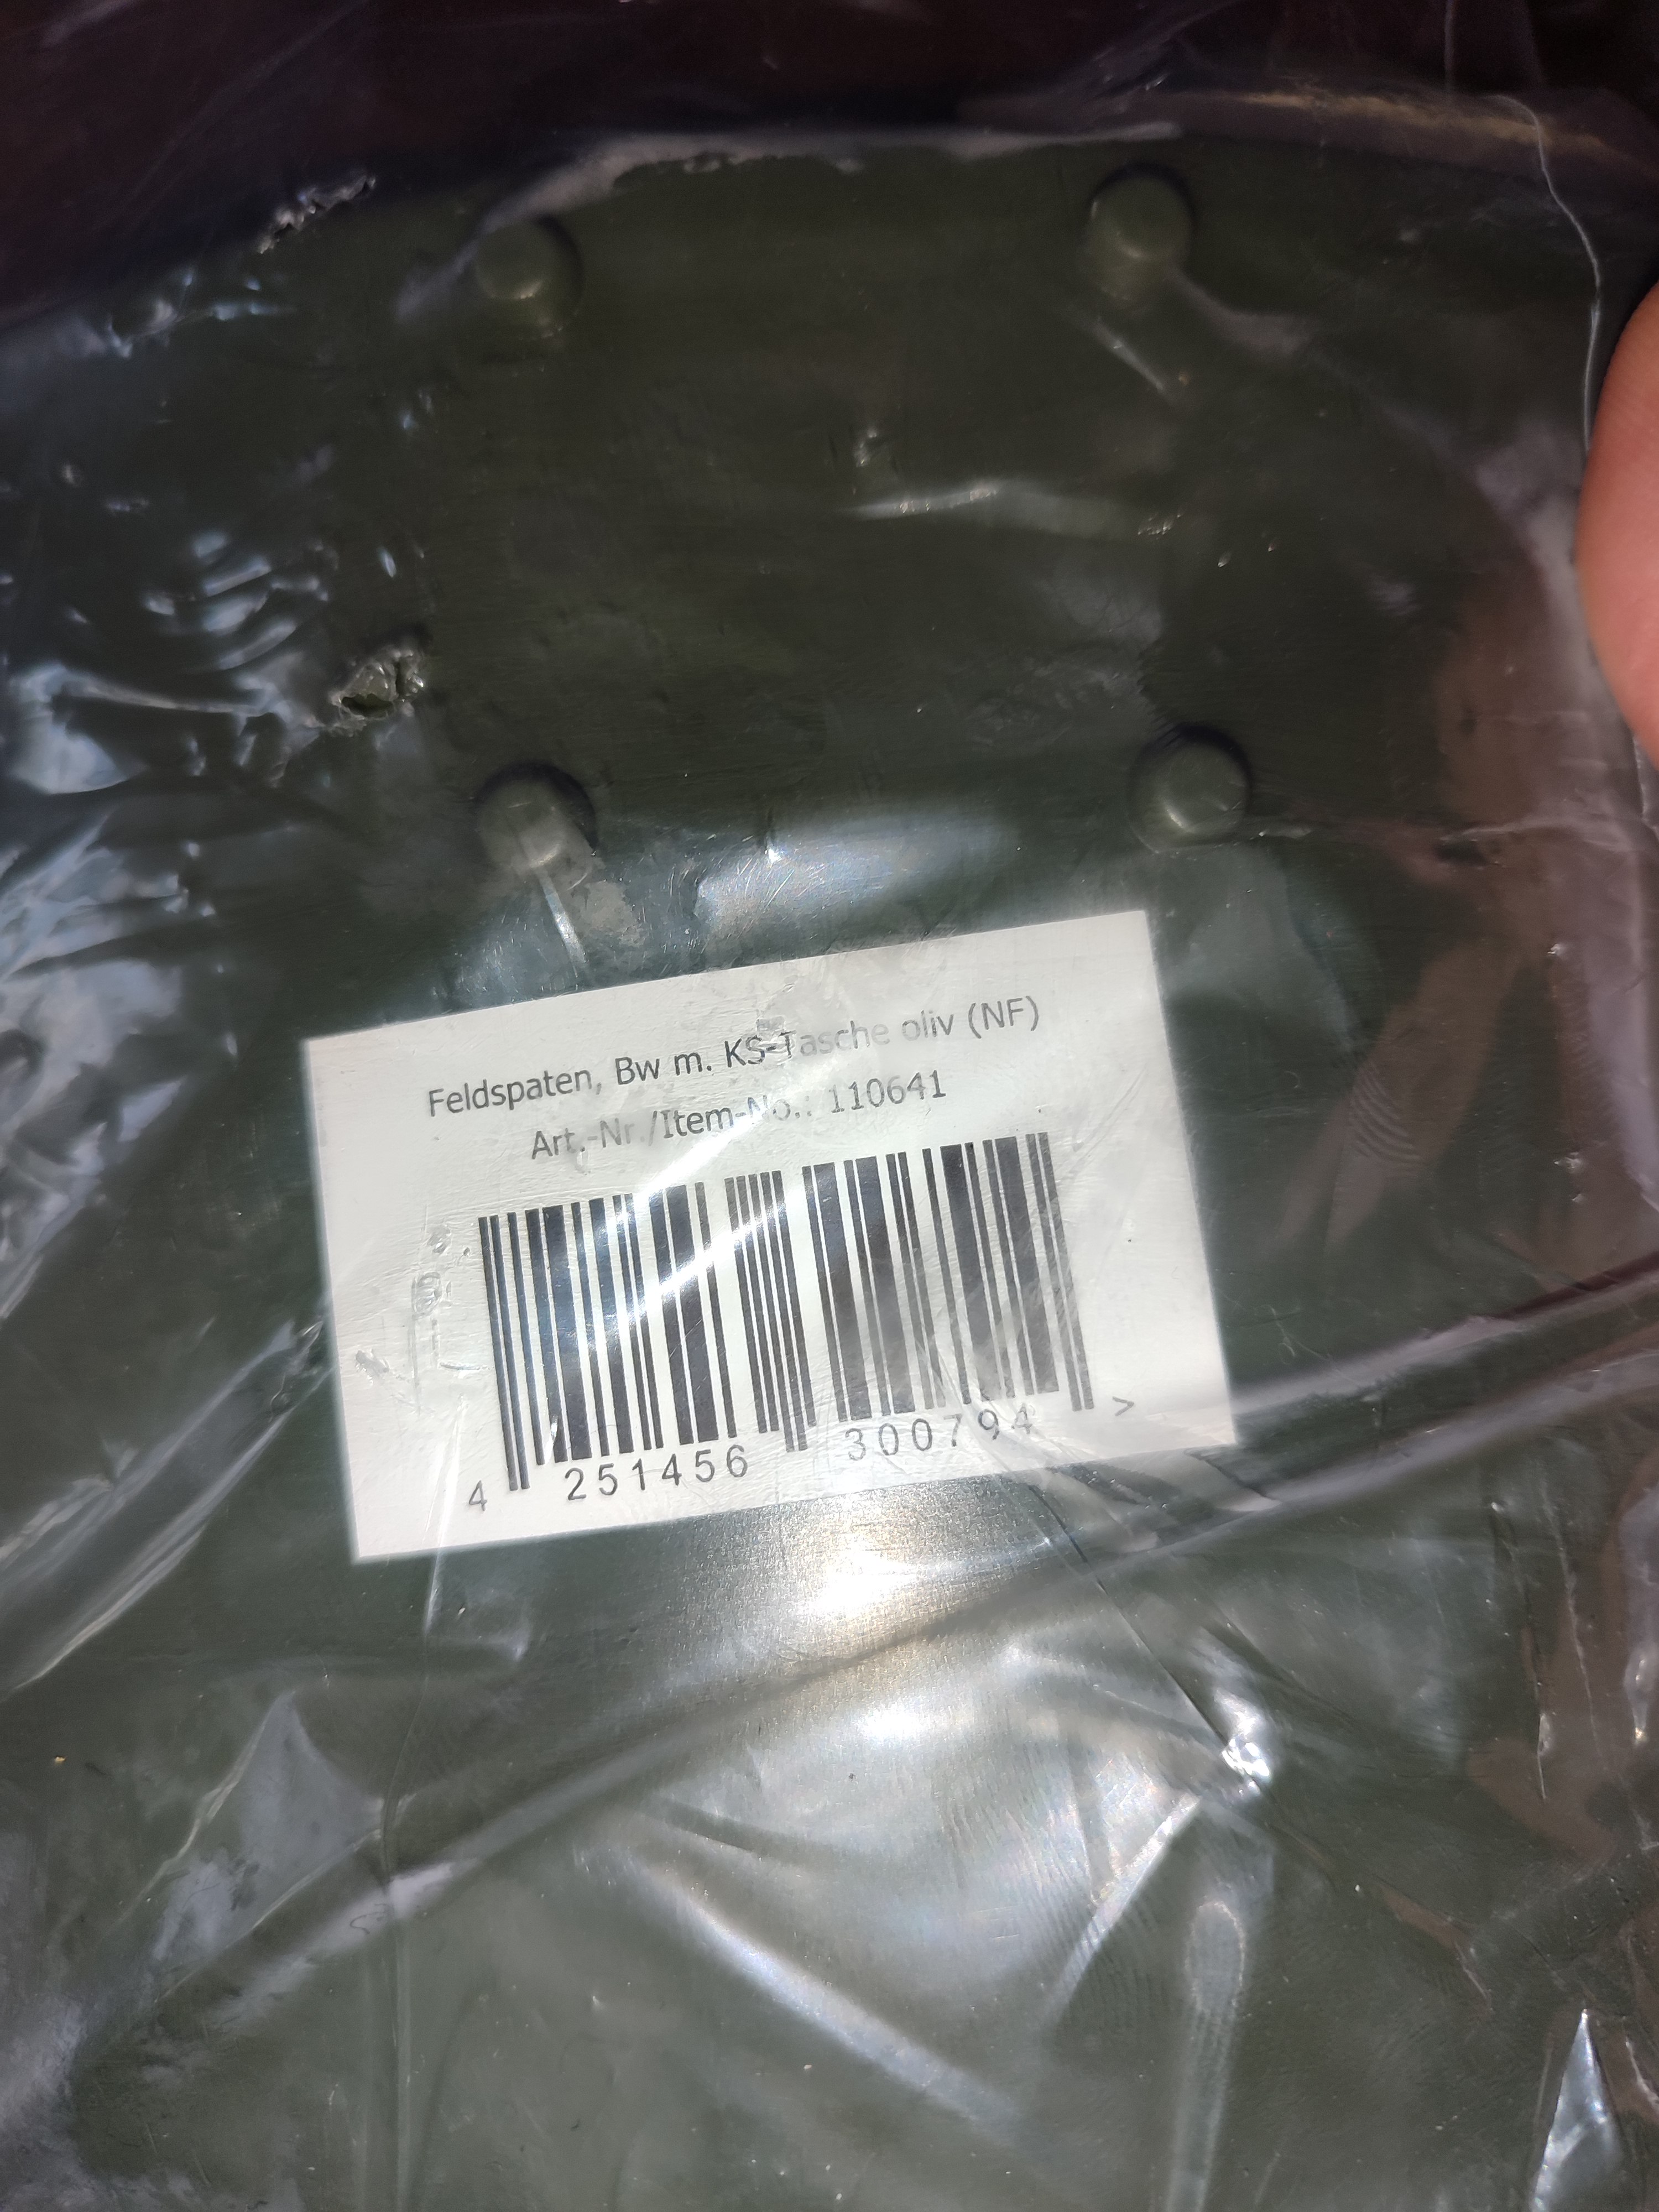 Feldspaten, Bw m. KS-Tasche oliv (NF)
Art.-Nr./Item-No.: 110641
4 251456 300794 >